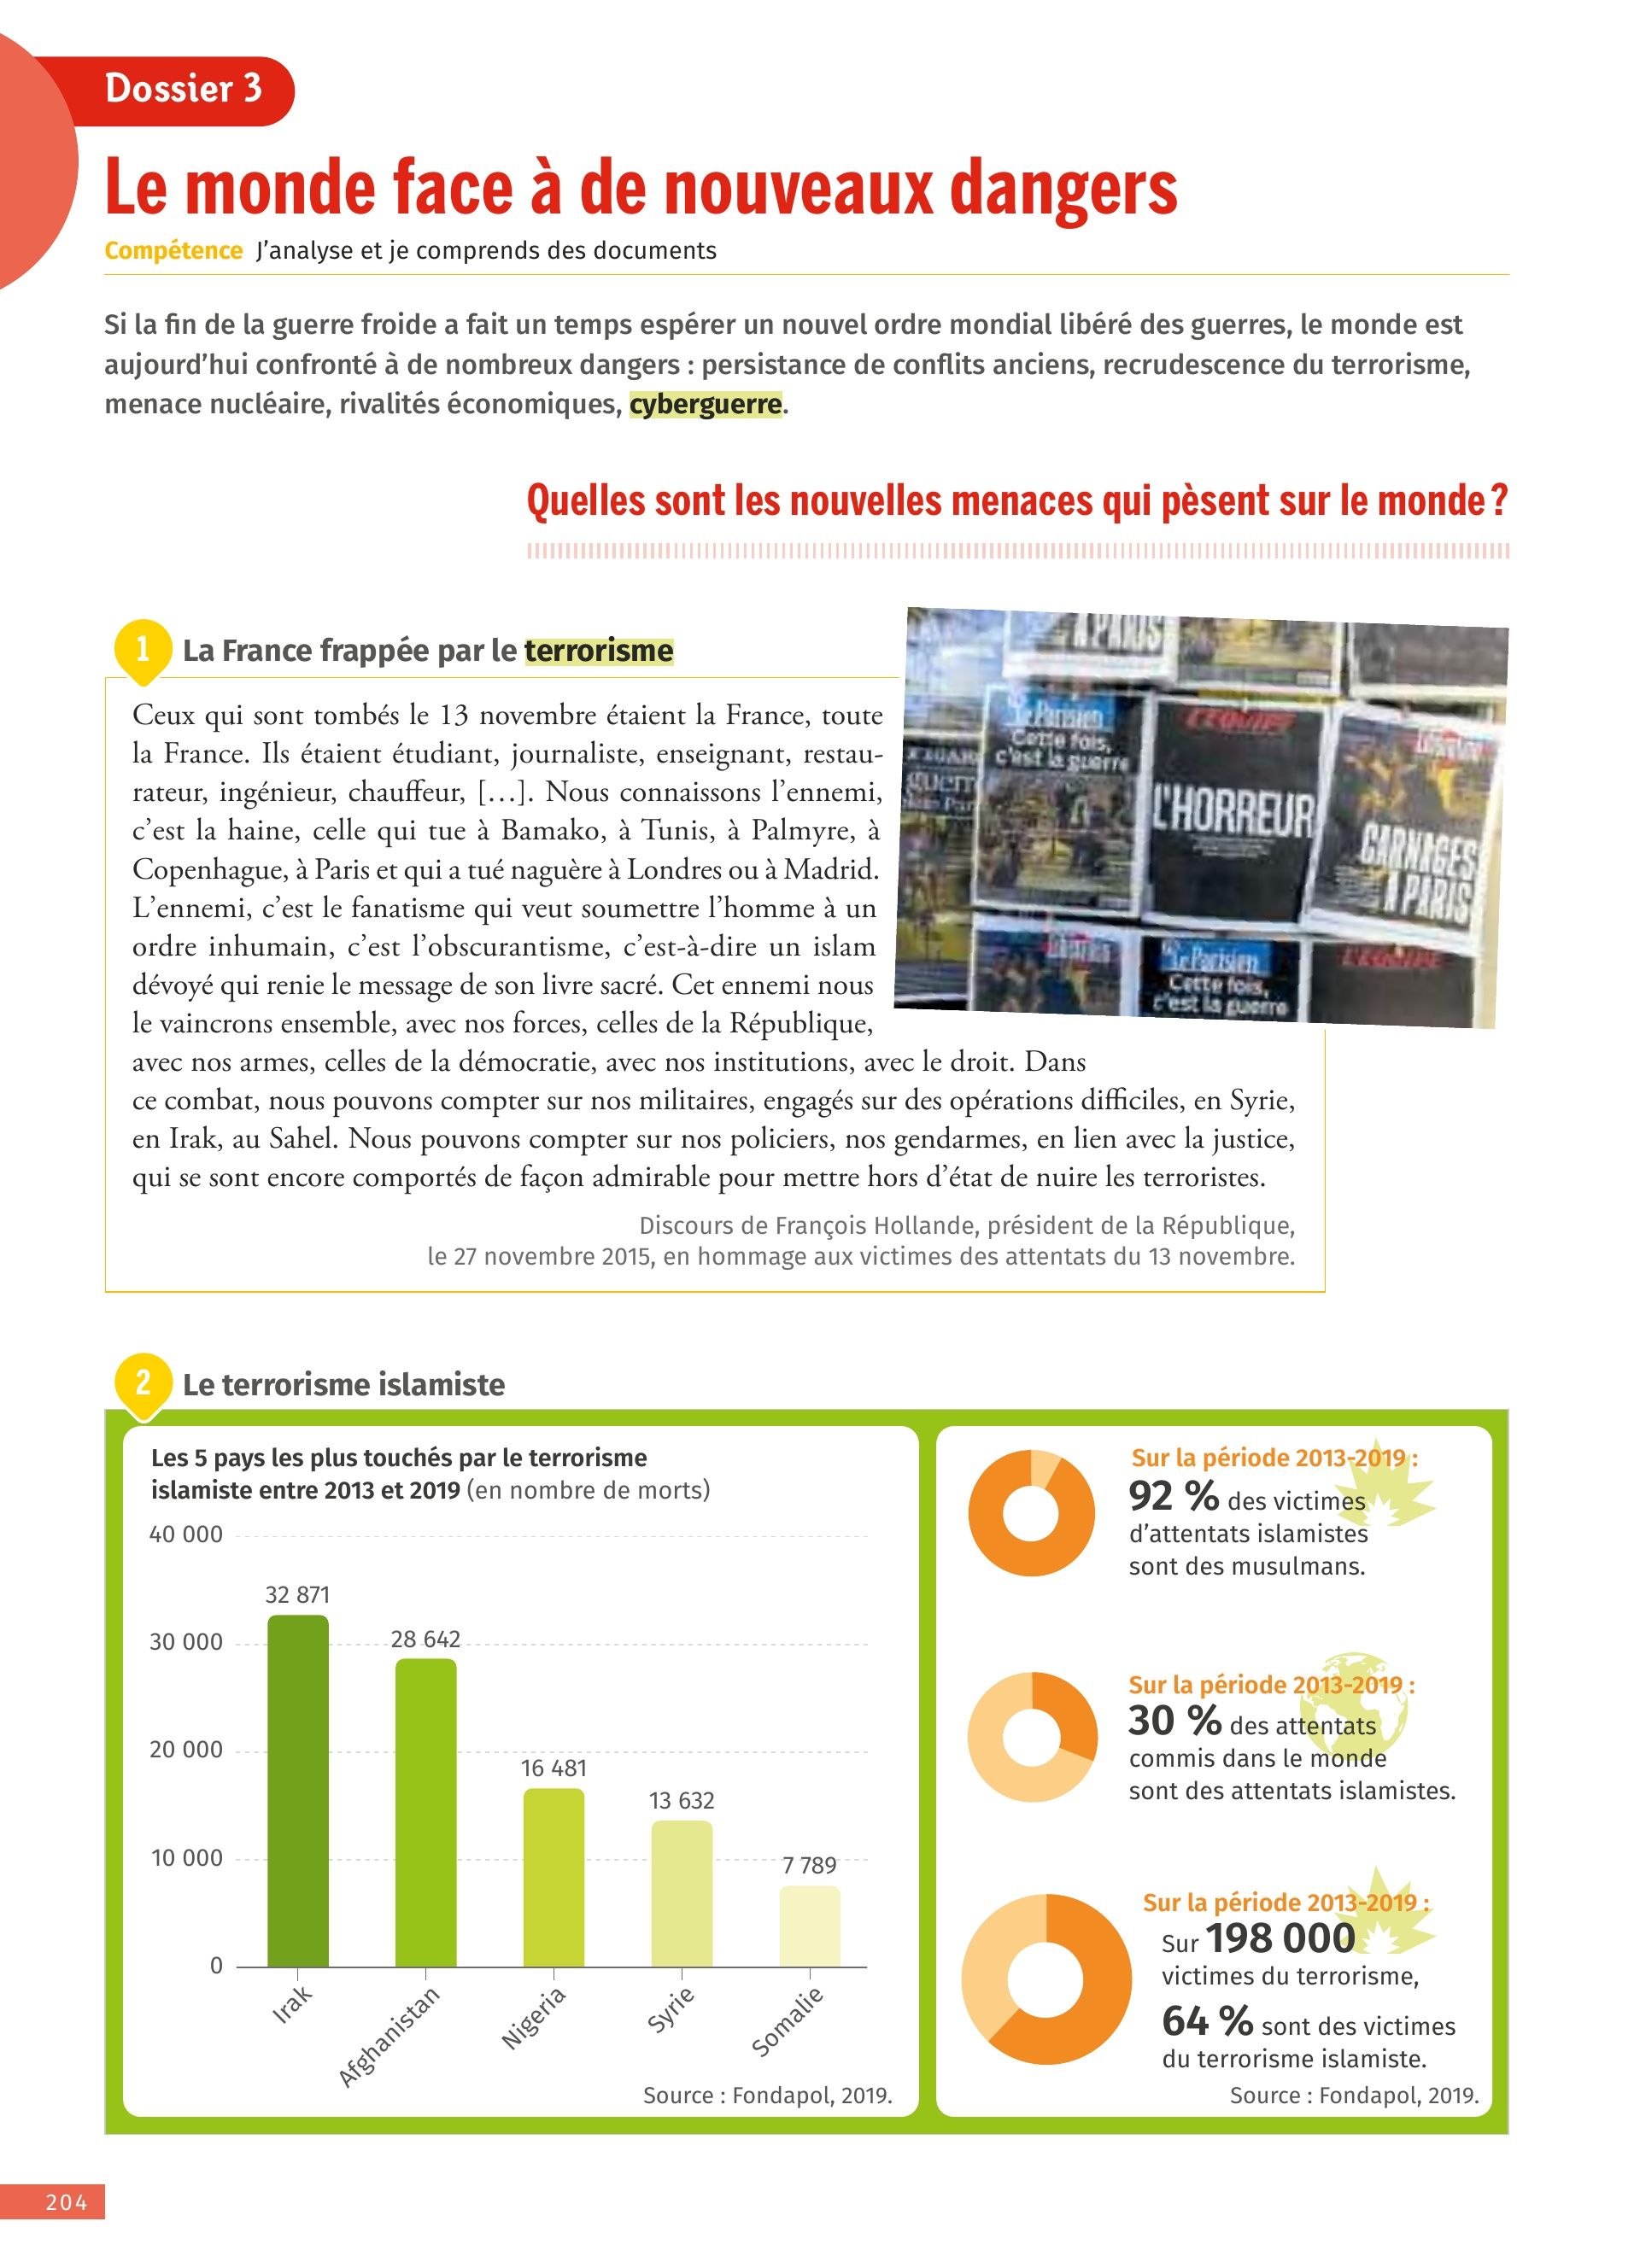 Dossier 3
Le monde face à de nouveaux dangers
Compétence J'analyse et je comprends des documents
Si la fin de la guerre froide a fait un temps espérer un nouvel ordre mondial libéré des guerres, le monde est
aujourd'hui confronté à de nombreux dangers : persistance de conflits anciens, recrudescence du terrorisme,
menace nucléaire, rivalités économiques, cyberguerre.
Quelles sont les nouvelles menaces qui pèsent sur le monde ?
1 La France frappée par le terrorisme
Ceux qui sont tombés le 13 novembre étaient la France, toute
la France. Ils étaient étudiant, journaliste, enseignant, restau-
rateur, ingénieur, chauffeur, […]. Nous connaissons l'ennemi,
c'est la haine, celle qui tue à Bamako, à Tunis, à Palmyre, à
Copenhague, à Paris et qui a tué naguère à Londres ou à Madrid.
L'ennemi, c'est le fanatisme qui veut soumettre l'homme à un
ordre inhumain, c'est l'obscurantisme, c'est-à-dire un islam
dévoyé qui renie le message de son livre sacré. Cet ennemi nous
le vaincrons ensemble, avec nos forces, celles de la République,
avec nos armes, celles de la démocratie, avec nos institutions, avec le droit. Dans
ce combat, nous pouvons compter sur nos militaires, engagés sur des opérations difficiles, en Syrie,
en Irak, au Sahel. Nous pouvons compter sur nos policiers, nos gendarmes, en lien avec la justice,
qui se sont encore comportés de façon admirable pour mettre hors d'état de nuire les terroristes.
Discours de François Hollande, président de la République,
le 27 novembre 2015, en hommage aux victimes des attentats du 13 novembre.
À PARIS
Le Parisien
Cette fois,
c'est la guerre
L'ÉQUIPE
L'HORREUR
CARNAGES
À PARIS
Le Parisien
Cette fois,
c'est la guerre
L'ÉQUIPE
2 Le terrorisme islamiste
Les 5 pays les plus touchés par le terrorisme
islamiste entre 2013 et 2019 (en nombre de morts)
40 000
30 000
20 000
10 000
0
32 871
28 642
16 481
13 632
7 789
Irak
Afghanistan
Nigeria
Syrie
Somalie
Source : Fondapol, 2019.
Sur la période 2013-2019 :
92 % des victimes
d'attentats islamistes
sont des musulmans.
Sur la période 2013-2019 :
30 % des attentats
commis dans le monde
sont des attentats islamistes.
Sur la période 2013-2019 :
Sur 198 000
victimes du terrorisme,
64 % sont des victimes
du terrorisme islamiste.
Source : Fondapol, 2019.
204